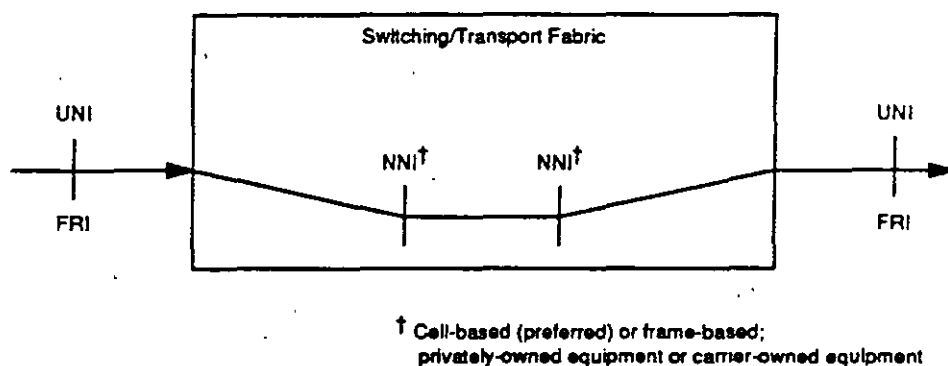 Switching/Transport Fabric
UNI
UNI
NNI†
NNI†
FRI
FRI
† Cell-based (preferred) or frame-based;
privately-owned equipment or carrier-owned equipment